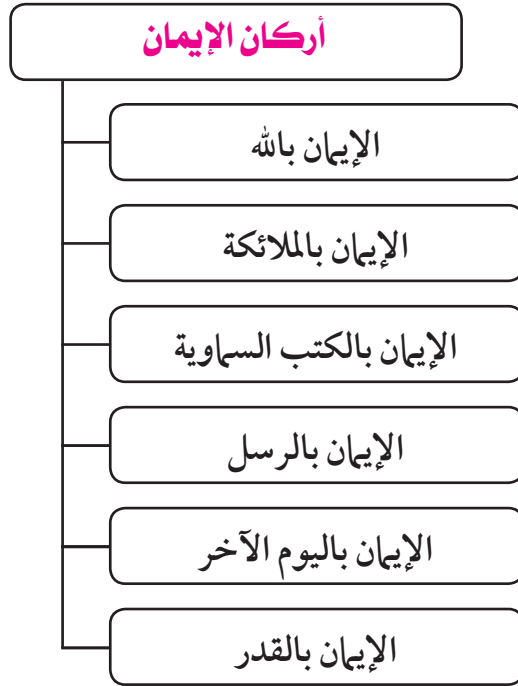 أركان الإيمان
الإيمان بالله
الإيمان بالملائكة
الإيمان بالكتب السماوية
الإيمان بالرسل
الإيمان باليوم الآخر
الإيمان بالقدر